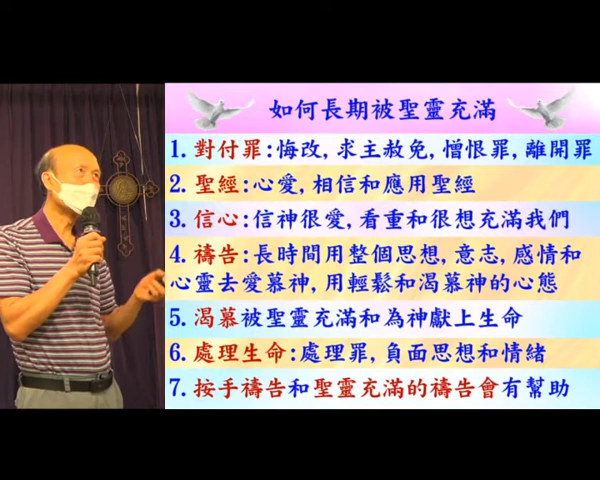 如何長期被聖靈充滿
1. 對付罪:悔改, 求主赦免, 憎恨罪, 離開罪
2. 聖經:心愛, 相信和應用聖經
3. 信心:信神很愛, 看重和很想充滿我們
4. 禱告:長時間用整個思想, 意志, 感情和
心靈去愛慕神, 用輕鬆和渴慕神的心態
5. 渴慕被聖靈充滿和為神獻上生命
6. 處理生命:處理罪, 負面思想和情緒
7. 按手禱告和聖靈充滿的禱告會有幫助